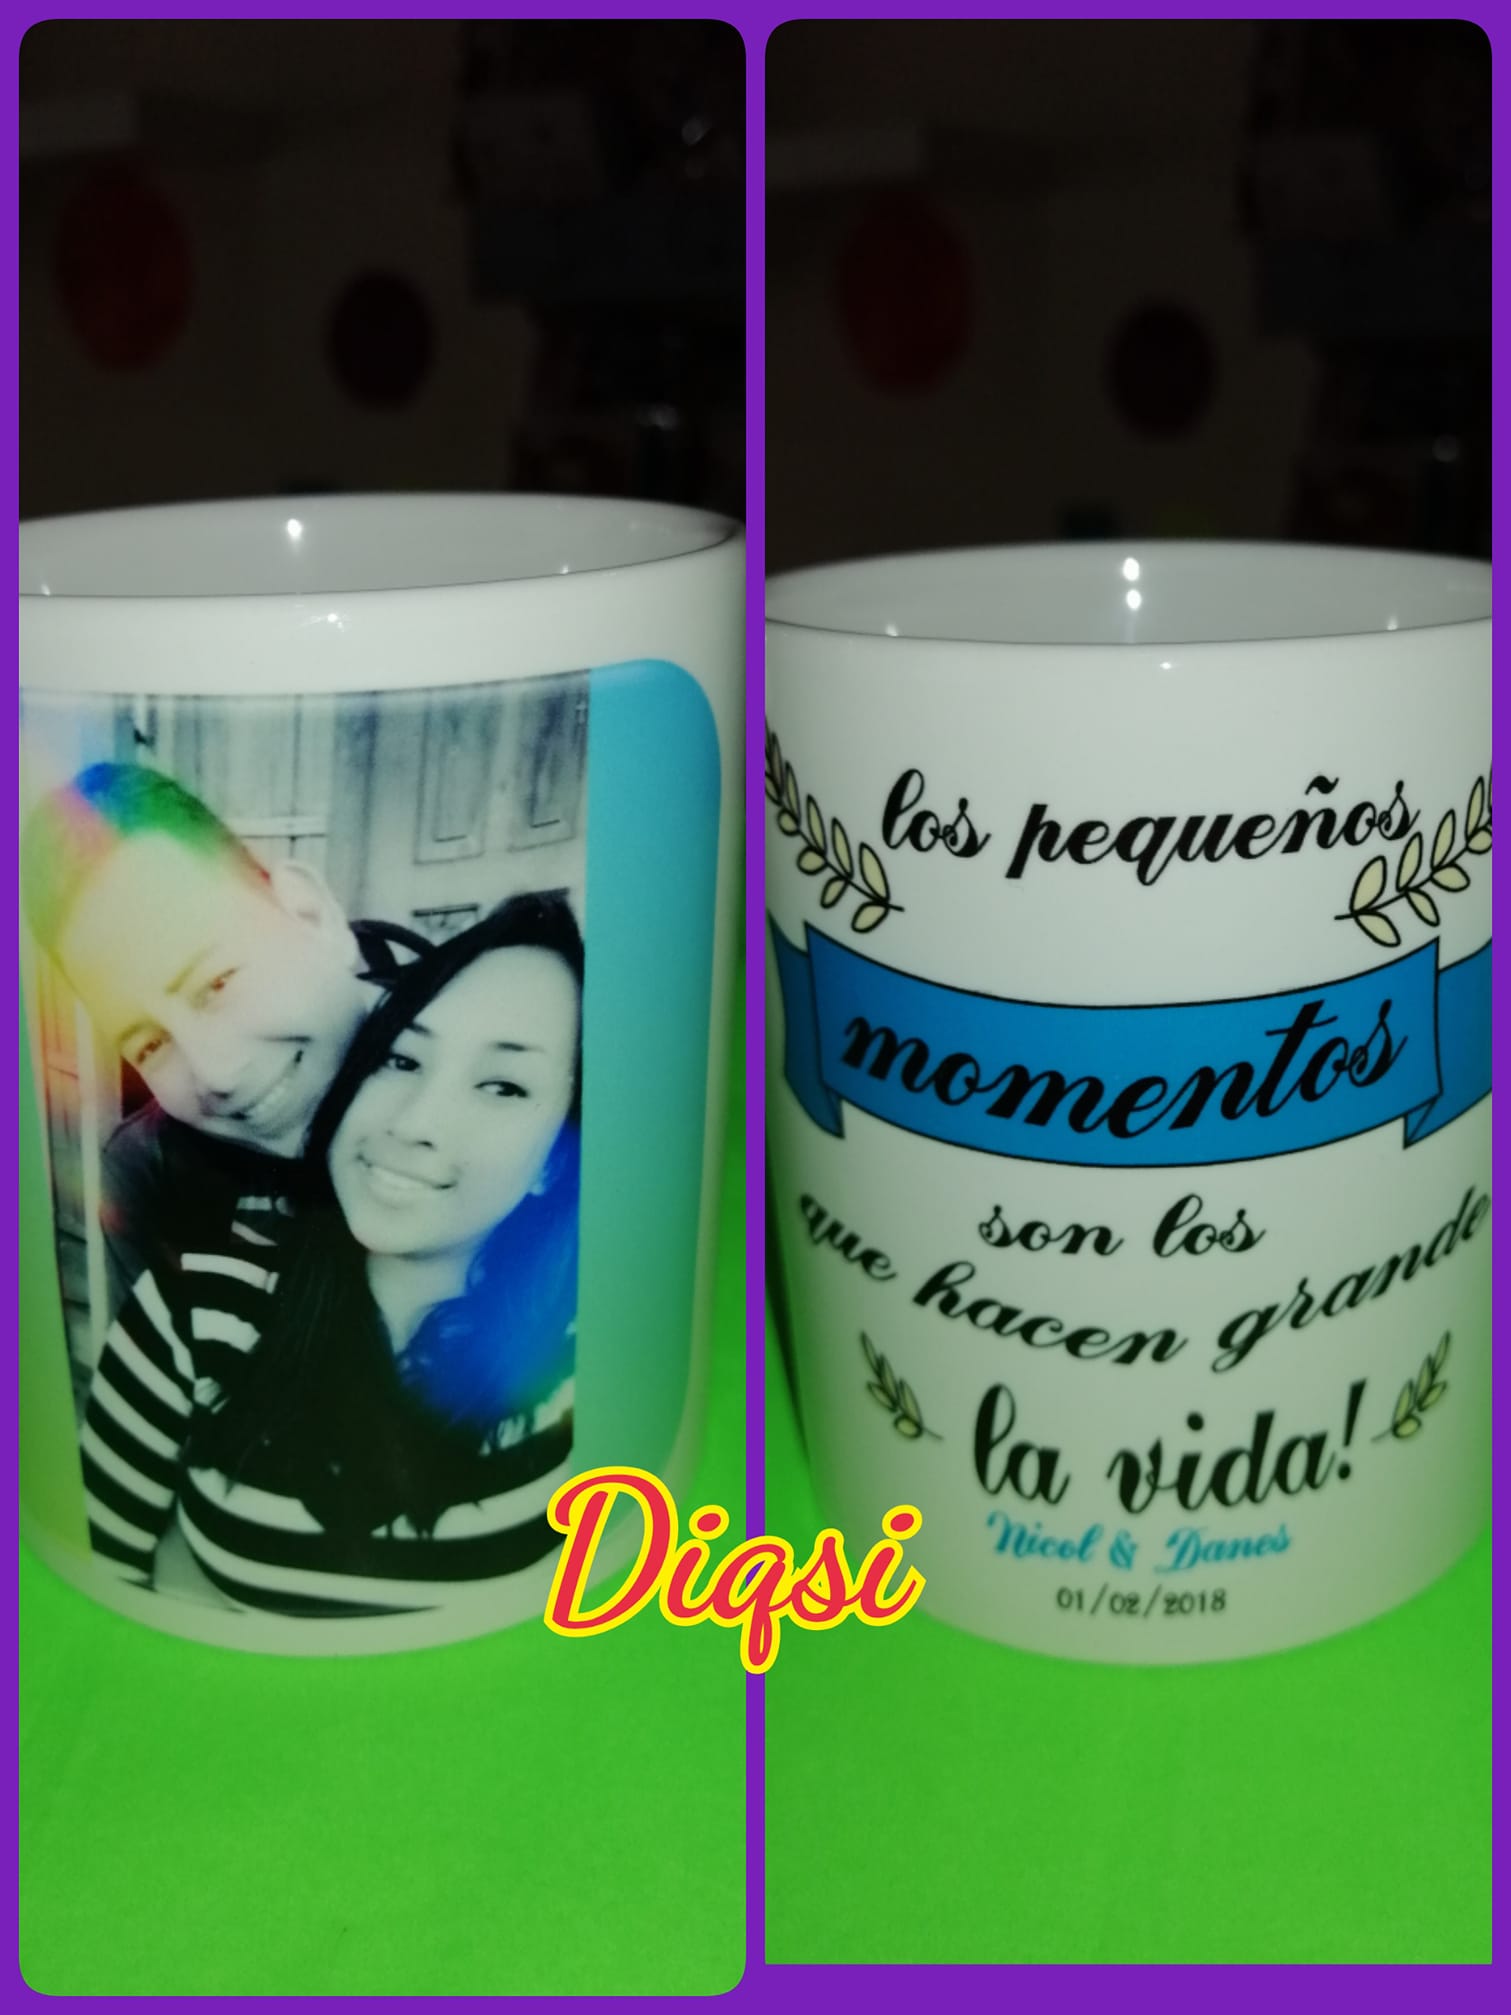 los pequeños
momentos
son los
que hacen grande
la vida!
Nicol & Danes
01/02/2018
Diqsi